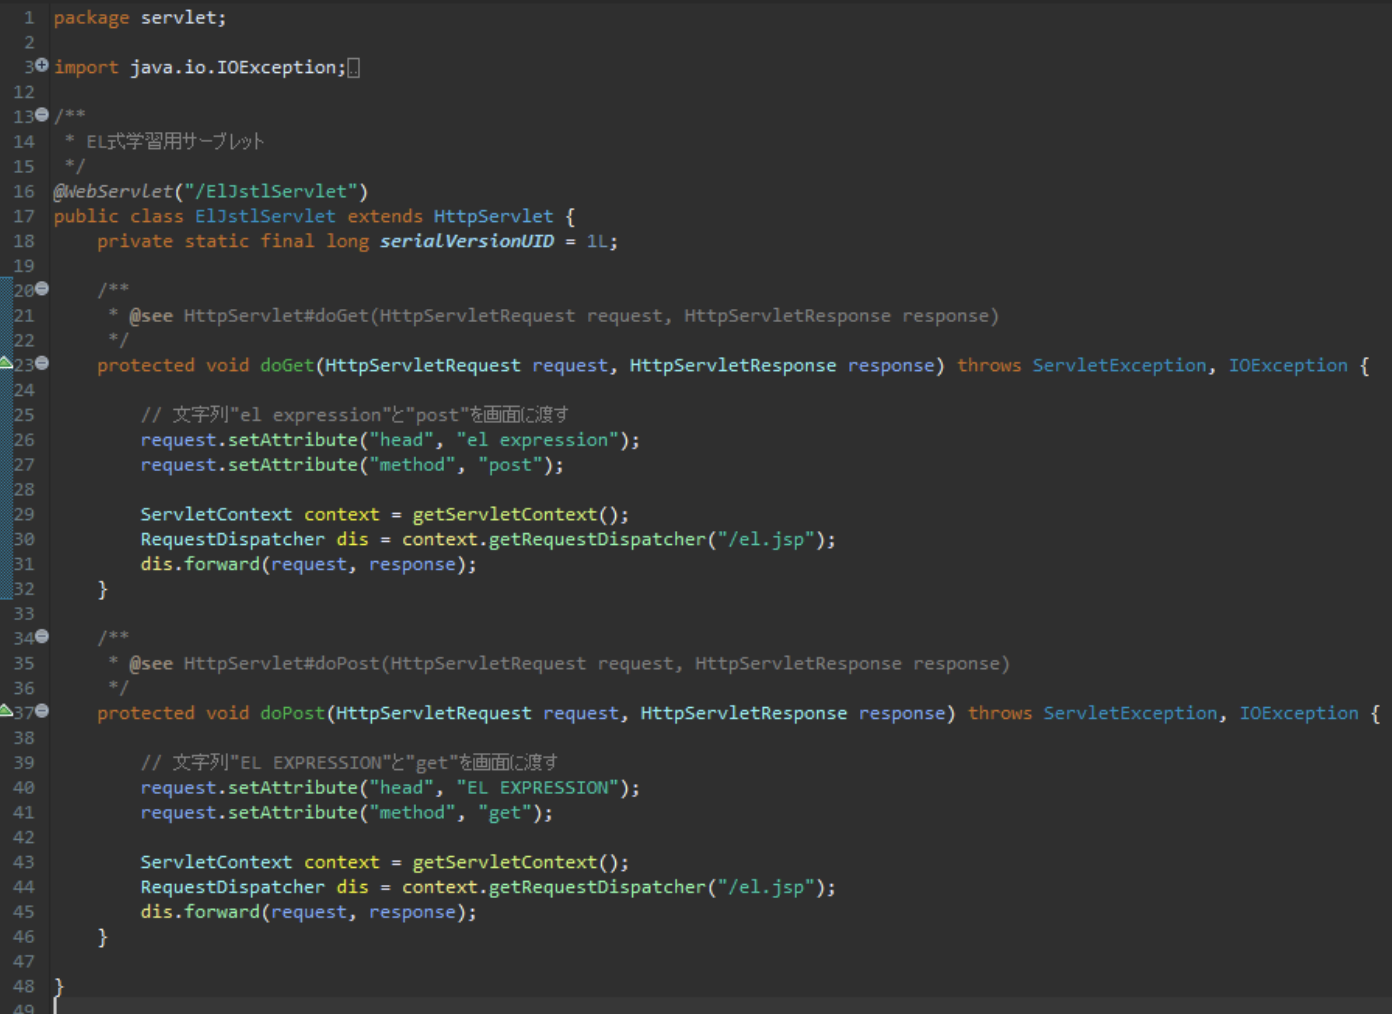 1 package servlet;
2
3 import java.io.IOException;
12
13 /**
14  * EL式学習用サーブレット
15  */
16 @WebServlet("/ElJstlServlet")
17 public class ElJstlServlet extends HttpServlet {
18     private static final long serialVersionUID = 1L;
19
20     /**
21      * @see HttpServlet#doGet(HttpServletRequest request, HttpServletResponse response)
22      */
23     protected void doGet(HttpServletRequest request, HttpServletResponse response) throws ServletException, IOException {
24
25         // 文字列"el expression"と"post"を画面に渡す
26         request.setAttribute("head", "el expression");
27         request.setAttribute("method", "post");
28
29         ServletContext context = getServletContext();
30         RequestDispatcher dis = context.getRequestDispatcher("/el.jsp");
31         dis.forward(request, response);
32     }
33
34     /**
35      * @see HttpServlet#doPost(HttpServletRequest request, HttpServletResponse response)
36      */
37     protected void doPost(HttpServletRequest request, HttpServletResponse response) throws ServletException, IOException {
38
39         // 文字列"EL EXPRESSION"と"get"を画面に渡す
40         request.setAttribute("head", "EL EXPRESSION");
41         request.setAttribute("method", "get");
42
43         ServletContext context = getServletContext();
44         RequestDispatcher dis = context.getRequestDispatcher("/el.jsp");
45         dis.forward(request, response);
46     }
47
48 }
49